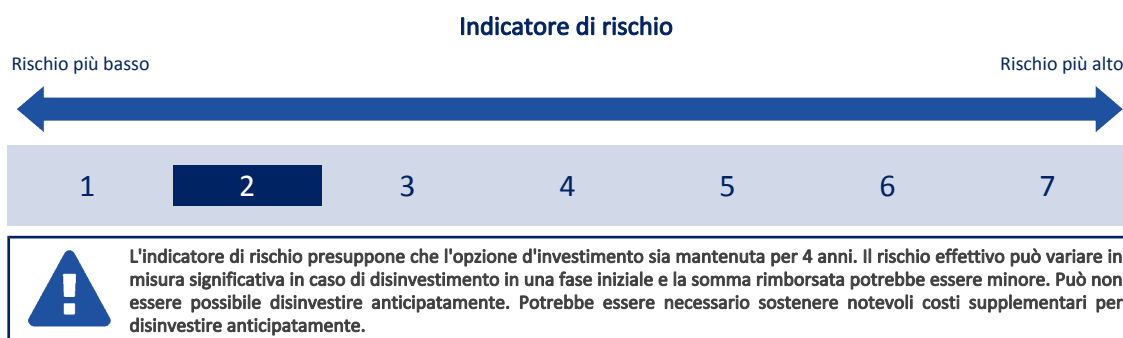 Indicatore di rischio
Rischio più basso
Rischio più alto
1 2 3 4 5 6 7
L'indicatore di rischio presuppone che l'opzione d'investimento sia mantenuta per 4 anni. Il rischio effettivo può variare in
misura significativa in caso di disinvestimento in una fase iniziale e la somma rimborsata potrebbe essere minore. Può non
essere possibile disinvestire anticipatamente. Potrebbe essere necessario sostenere notevoli costi supplementari per
disinvestire anticipatamente.